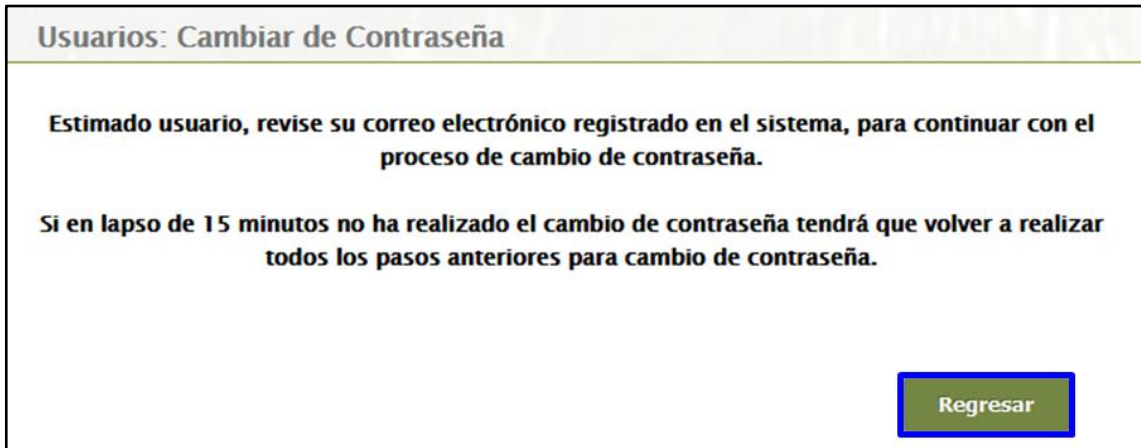 Usuarios: Cambiar de Contraseña
Estimado usuario, revise su correo electrónico registrado en el sistema, para continuar con el
proceso de cambio de contraseña.
Si en lapso de 15 minutos no ha realizado el cambio de contraseña tendrá que volver a realizar
todos los pasos anteriores para cambio de contraseña.
Regresar